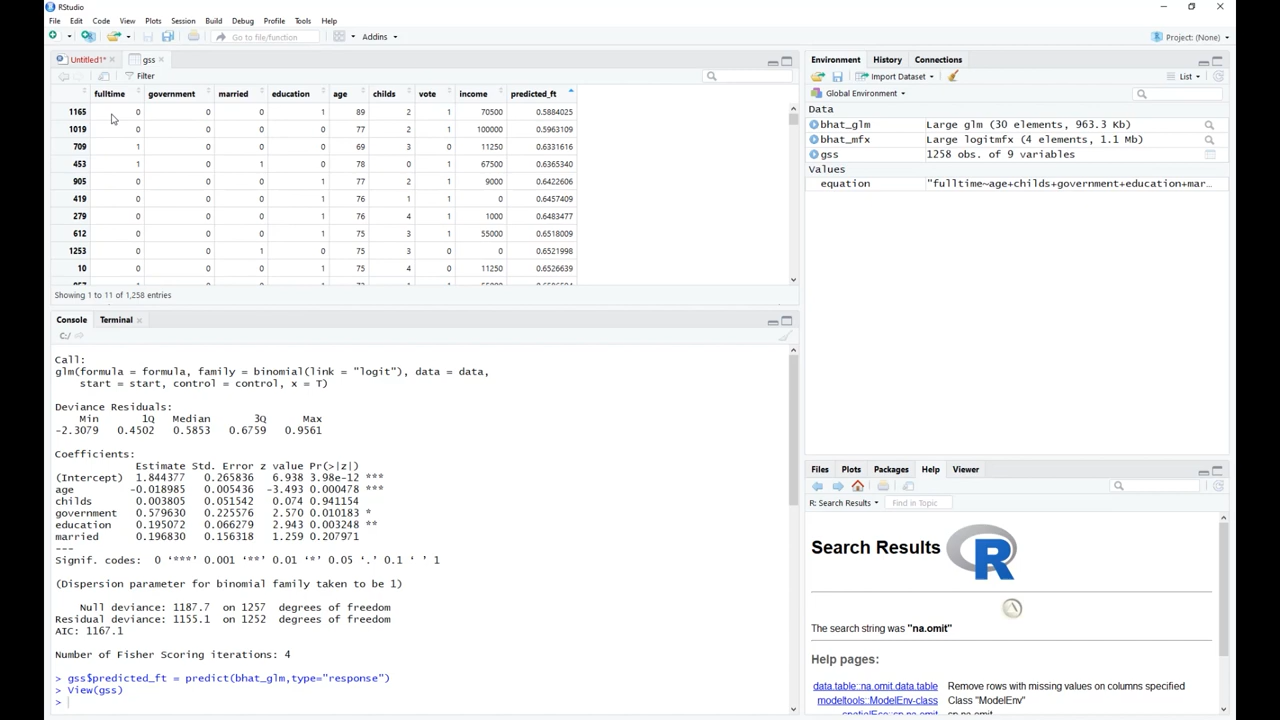 RStudio
File Edit Code View Plots Session Build Debug Profile Tools Help
Go to file/function Addins Project: (None)
Untitled1* gss
Filter
fulltime government married education age childs vote income predicted_ft
1165 0 0 0 1 89 2 1 70500 0.5884025
1019 0 0 0 0 77 2 1 100000 0.5963109
709 1 0 0 0 69 3 0 11250 0.6331616
453 1 0 1 0 78 0 1 67500 0.6365340
905 0 0 0 1 77 2 1 9000 0.6422606
419 0 0 0 1 76 1 1 0 0.6457409
279 0 0 0 1 76 4 1 1000 0.6483477
612 0 0 0 1 75 3 1 55000 0.6518009
1253 0 0 1 0 75 3 0 0 0.6521998
10 0 0 0 1 75 4 0 11250 0.6526639
Showing 1 to 11 of 1,258 entries
Console Terminal
C:/
Call:
glm(formula = formula, family = binomial(link = "logit"), data = data,
start = start, control = control, x = T)
Deviance Residuals:
Min 1Q Median 3Q Max
-2.3079 0.4502 0.5853 0.6759 0.9561
Coefficients:
Estimate Std. Error z value Pr(>|z|)
(Intercept) 1.844377 0.265836 6.938 3.98e-12 ***
age -0.018985 0.005436 -3.493 0.000478 ***
childs 0.003805 0.051542 0.074 0.941154
government 0.579630 0.225576 2.570 0.010183 *
education 0.195072 0.066279 2.943 0.003248 **
married 0.196830 0.156318 1.259 0.207971
---
Signif. codes: 0 ‘***’ 0.001 ‘**’ 0.01 ‘*’ 0.05 ‘.’ 0.1 ‘ ’ 1
(Dispersion parameter for binomial family taken to be 1)
Null deviance: 1187.7 on 1257 degrees of freedom
Residual deviance: 1155.1 on 1252 degrees of freedom
AIC: 1167.1
Number of Fisher Scoring iterations: 4
> gss$predicted_ft = predict(bhat_glm,type="response")
> View(gss)
>
Environment History Connections
Import Dataset List
Global Environment
Data
bhat_glm Large glm (30 elements, 963.3 Kb)
bhat_mfx Large logitmfx (4 elements, 1.1 Mb)
gss 1258 obs. of 9 variables
Values
equation "fulltime~age+childs+government+education+mar…
Files Plots Packages Help Viewer
R: Search Results Find in Topic
Search Results R
The search string was "na.omit"
Help pages:
data.table::na.omit.data.table Remove rows with missing values on columns specified
modeltools::ModelEnv-class Class "ModelEnv"